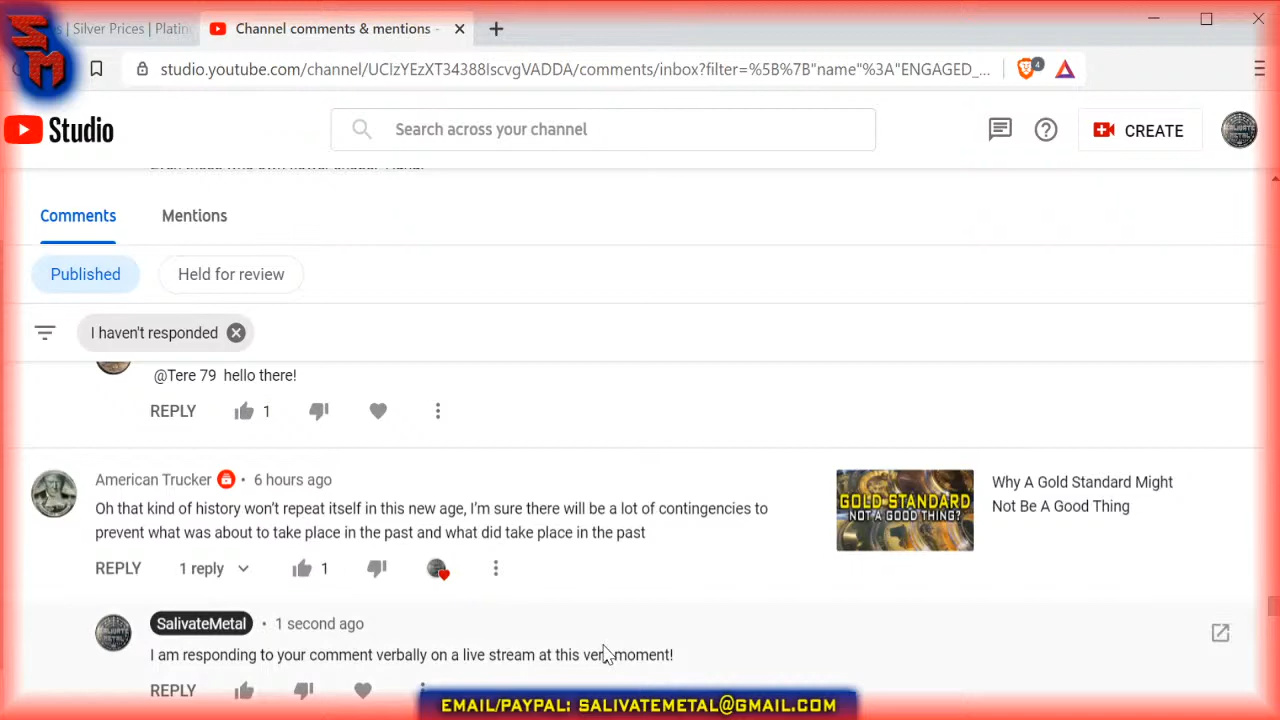 SM
s | Silver Prices | Platin
Channel comments & mentions -
studio.youtube.com/channel/UCIzYEzXT34388IscvgVADDA/comments/inbox?filter=%5B%7B"name"%3A"ENGAGED_...
4
Studio
Search across your channel
CREATE
Comments
Mentions
Published
Held for review
I haven't responded
@Tere 79 hello there!
REPLY
1
American Trucker • 6 hours ago
Oh that kind of history won't repeat itself in this new age, I'm sure there will be a lot of contingencies to
prevent what was about to take place in the past and what did take place in the past
REPLY
1 reply
1
GOLD STANDARD
NOT A GOOD THING?
Why A Gold Standard Might
Not Be A Good Thing
SalivateMetal • 1 second ago
I am responding to your comment verbally on a live stream at this very moment!
REPLY
EMAIL/PAYPAL: SALIVATEMETAL@GMAIL.COM